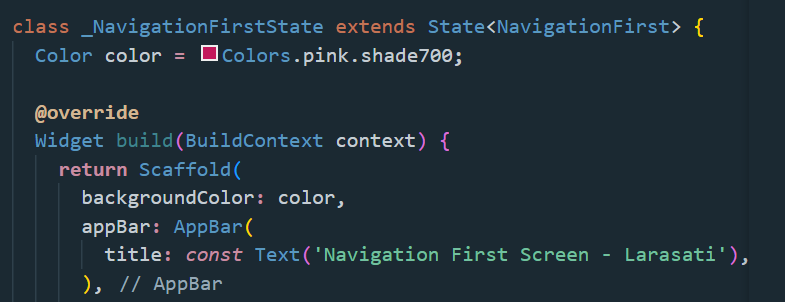 class _NavigationFirstState extends State<NavigationFirst> {
  Color color = Colors.pink.shade700;

  @override
  Widget build(BuildContext context) {
    return Scaffold(
      backgroundColor: color,
      appBar: AppBar(
        title: const Text('Navigation First Screen - Larasati'),
      ), // AppBar